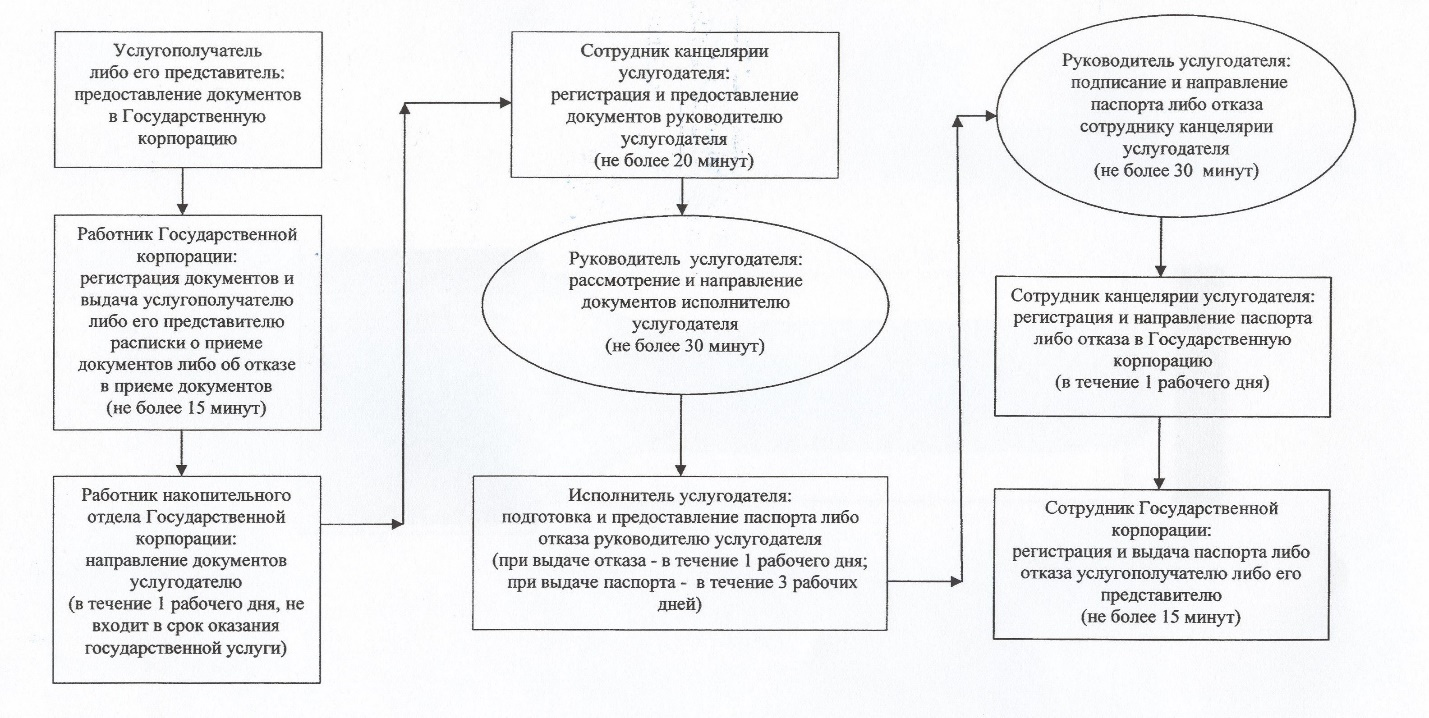 Услугополучатель
либо его представитель:
предоставление документов
в Государственную
корпорацию
Работник Государственной
корпорации:
регистрация документов и
выдача услугополучателю
либо его представителю
расписки о приеме
документов либо об отказе
в приеме документов
(не более 15 минут)
Работник накопительного
отдела Государственной
корпорации:
направление документов
услугодателю
(в течение 1 рабочего дня, не
входит в срок оказания
государственной услуги)
Сотрудник канцелярии
услугодателя:
регистрация и предоставление
документов руководителю
услугодателя
(не более 20 минут)
Руководитель услугодателя:
рассмотрение и направление
документов исполнителю
услугодателя
(не более 30 минут)
Исполнитель услугодателя:
подготовка и предоставление паспорта либо
отказа руководителю услугодателя
(при выдаче отказа - в течение 1 рабочего дня;
при выдаче паспорта - в течение 3 рабочих
дней)
Руководитель услугодателя:
подписание и направление
паспорта либо отказа
сотруднику канцелярии
услугодателя
(не более 30 минут)
Сотрудник канцелярии услугодателя:
регистрация и направление паспорта
либо отказа в Государственную
корпорацию
(в течение 1 рабочего дня)
Сотрудник Государственной
корпорации:
регистрация и выдача паспорта либо
отказа услугополучателю либо его
представителю
(не более 15 минут)